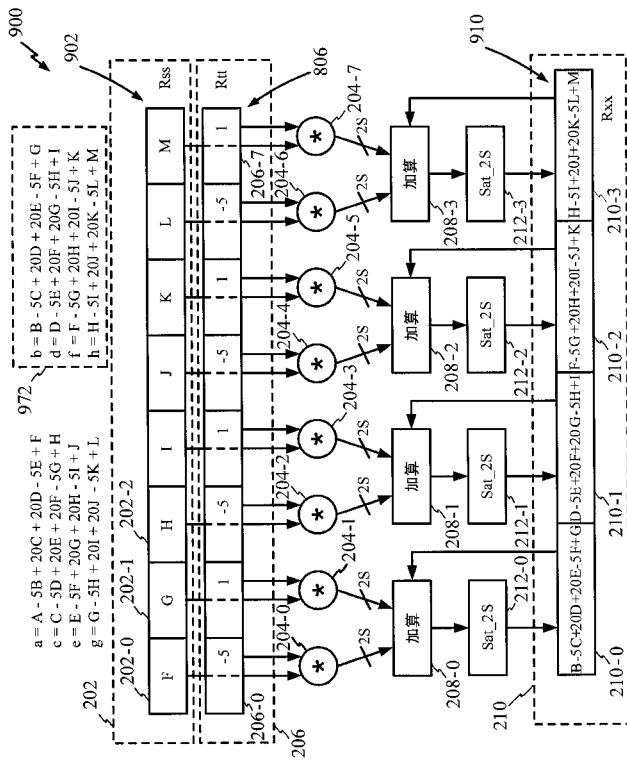 900
a = A - 5B + 20C + 20D - 5E + F
c = C - 5D + 20E + 20F - 5G + H
e = E - 5F + 20G + 20H - 5I + J
g = G - 5H + 20I + 20J - 5K + L
972
b = B - 5C + 20D + 20E - 5F + G
d = D - 5E + 20F + 20G - 5H + I
f = F - 5G + 20H + 20I - 5J + K
h = H - 5I + 20J + 20K - 5L + M
202
202-0
202-1
202-2
902
F G H I J K L M
Rss
-5 1 -5 1 -5 1 -5 1
Rtt
206
206-0
206-7
806
* * * * * * * *
204-0 204-1 204-2 204-3 204-4 204-5 204-6 204-7
2S 2S 2S 2S 2S 2S 2S 2S
加算 加算 加算 加算
208-0 208-1 208-2 208-3
Sat_2S Sat_2S Sat_2S Sat_2S
212-0 212-1 212-2 212-3
210
910
B-5C+20D+20E-5F+G D-5E+20F+20G-5H+I F-5G+20H+20I-5J+K H-5I+20J+20K-5L+M
Rxx
210-0 210-1 210-2 210-3